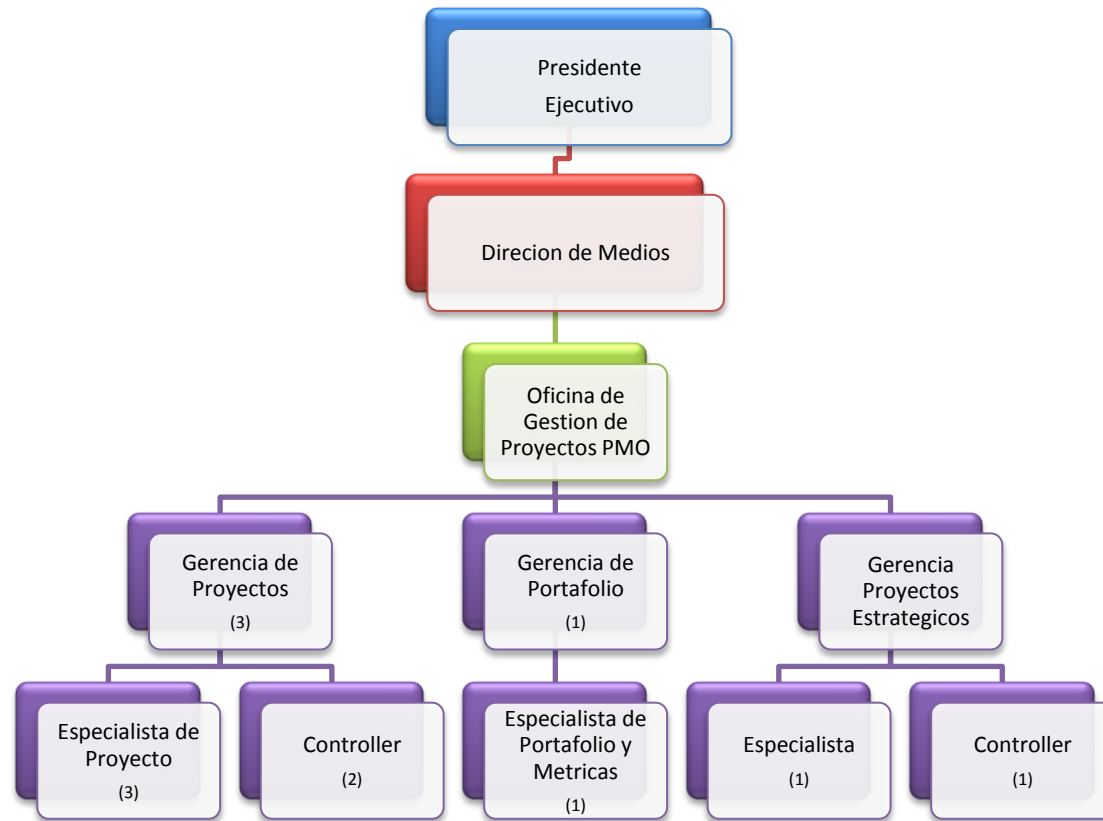 Presidente
Ejecutivo
Direcion de Medios
Oficina de
Gestion de
Proyectos PMO
Gerencia de
Proyectos
(3)
Gerencia de
Portafolio
(1)
Gerencia
Proyectos
Estrategicos
Especialista de
Proyecto
(3)
Controller
(2)
Especialista de
Portafolio y
Metricas
(1)
Especialista
(1)
Controller
(1)